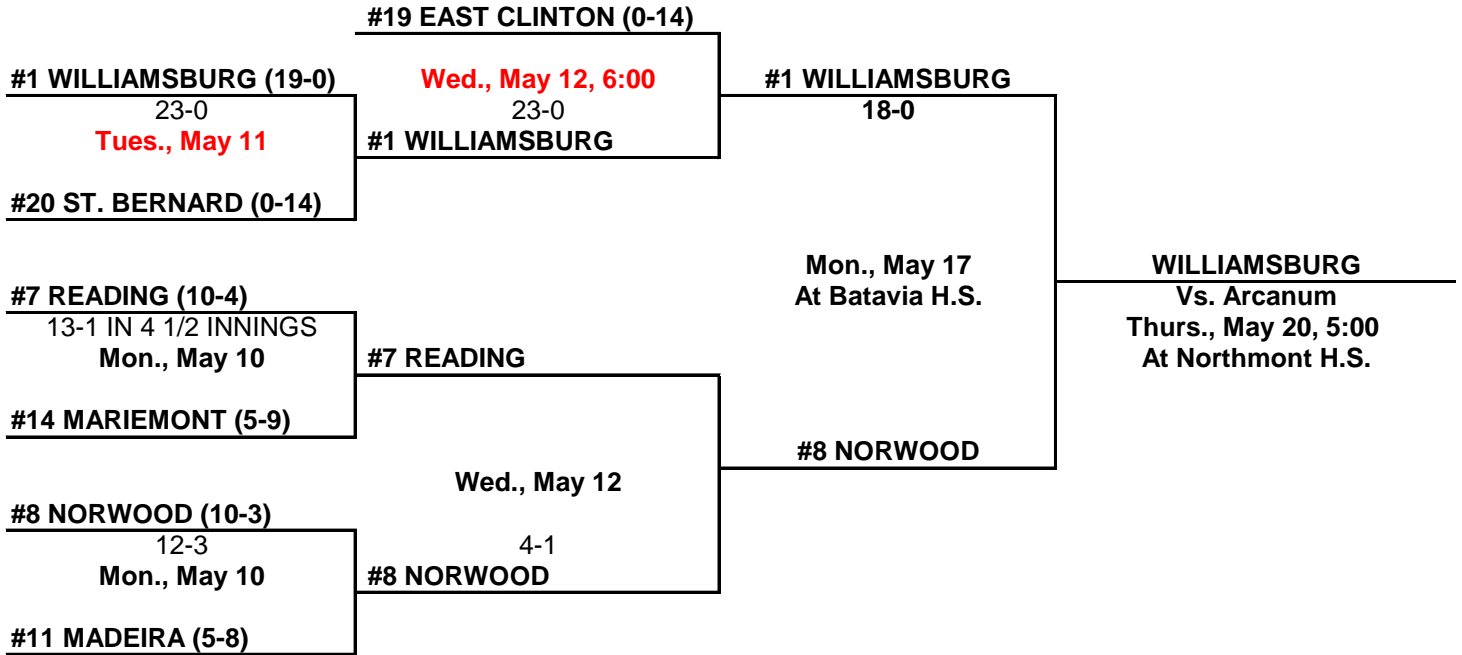 #19 EAST CLINTON (0-14)
#1 WILLIAMSBURG (19-0)
Wed., May 12, 6:00
#1 WILLIAMSBURG
23-0
23-0
18-0
Tues., May 11
#1 WILLIAMSBURG
#20 ST. BERNARD (0-14)
Mon., May 17
WILLIAMSBURG
#7 READING (10-4)
At Batavia H.S.
Vs. Arcanum
13-1 IN 4 1/2 INNINGS
Thurs., May 20, 5:00
Mon., May 10
#7 READING
At Northmont H.S.
#14 MARIEMONT (5-9)
#8 NORWOOD
Wed., May 12
#8 NORWOOD (10-3)
12-3
4-1
Mon., May 10
#8 NORWOOD
#11 MADEIRA (5-8)